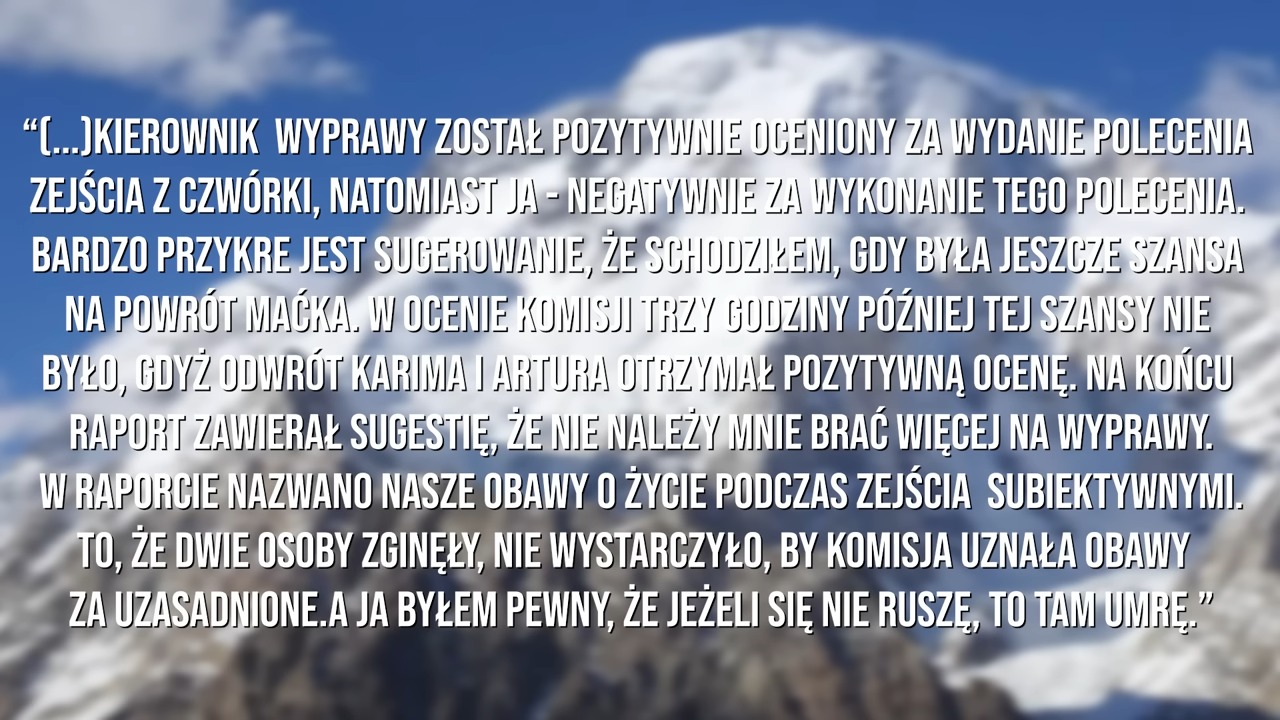 “(...)KIEROWNIK  WYPRAWY ZOSTAŁ POZYTYWNIE OCENIONY ZA WYDANIE POLECENIA
ZEJŚCIA Z CZWÓRKI, NATOMIAST JA - NEGATYWNIE ZA WYKONANIE TEGO POLECENIA.
BARDZO PRZYKRE JEST SUGEROWANIE, ŻE SCHODZIŁEM, GDY BYŁA JESZCZE SZANSA
NA POWRÓT MAĆKA. W OCENIE KOMISJI TRZY GODZINY PÓŹNIEJ TEJ SZANSY NIE
BYŁO, GDYŻ ODWRÓT KARIMA I ARTURA OTRZYMAŁ POZYTYWNĄ OCENĘ. NA KOŃCU
RAPORT ZAWIERAŁ SUGESTIĘ, ŻE NIE NALEŻY MNIE BRAĆ WIĘCEJ NA WYPRAWY.
W RAPORCIE NAZWANO NASZE OBAWY O ŻYCIE PODCZAS ZEJŚCIA  SUBIEKTYWNYMI.
TO, ŻE DWIE OSOBY ZGINĘŁY, NIE WYSTARCZYŁO, BY KOMISJA UZNAŁA OBAWY
ZA UZASADNIONE.A JA BYŁEM PEWNY, ŻE JEŻELI SIĘ NIE RUSZĘ, TO TAM UMRĘ.”